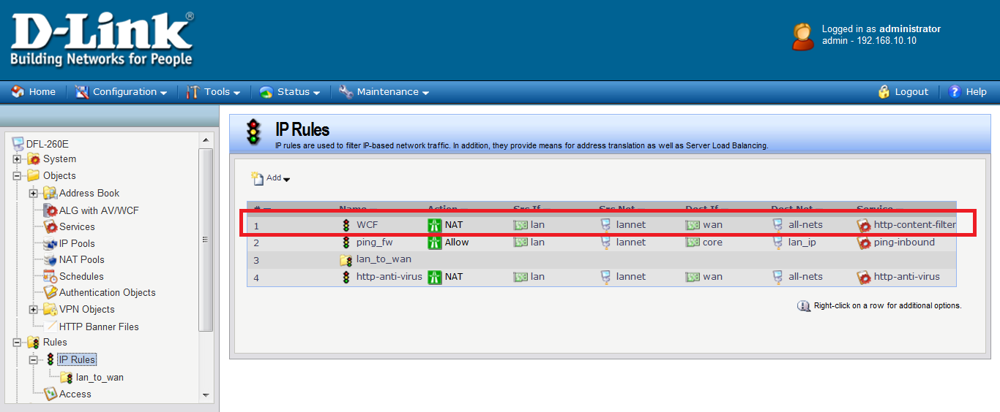 D-Link®
Building Networks for People
Logged in as administrator
admin - 192.168.10.10
Home Configuration Tools Status Maintenance Logout Help
DFL-260E
System
Objects
Address Book
ALG with AV/WCF
Services
IP Pools
NAT Pools
Schedules
Authentication Objects
VPN Objects
HTTP Banner Files
Rules
IP Rules
lan_to_wan
Access
IP Rules
IP rules are used to filter IP-based network traffic. In addition, they provide means for address translation as well as Server Load Balancing.
Add
# Name Action Src If Src Net Dest If Dest Net Service
1 WCF NAT lan lannet wan all-nets http-content-filter
2 ping_fw Allow lan lannet core lan_ip ping-inbound
3 lan_to_wan
4 http-anti-virus NAT lan lannet wan all-nets http-anti-virus
Right-click on a row for additional options.